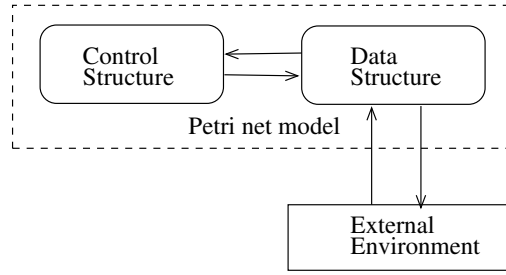 Control
Structure
Data
Structure
Petri net model
External
Environment